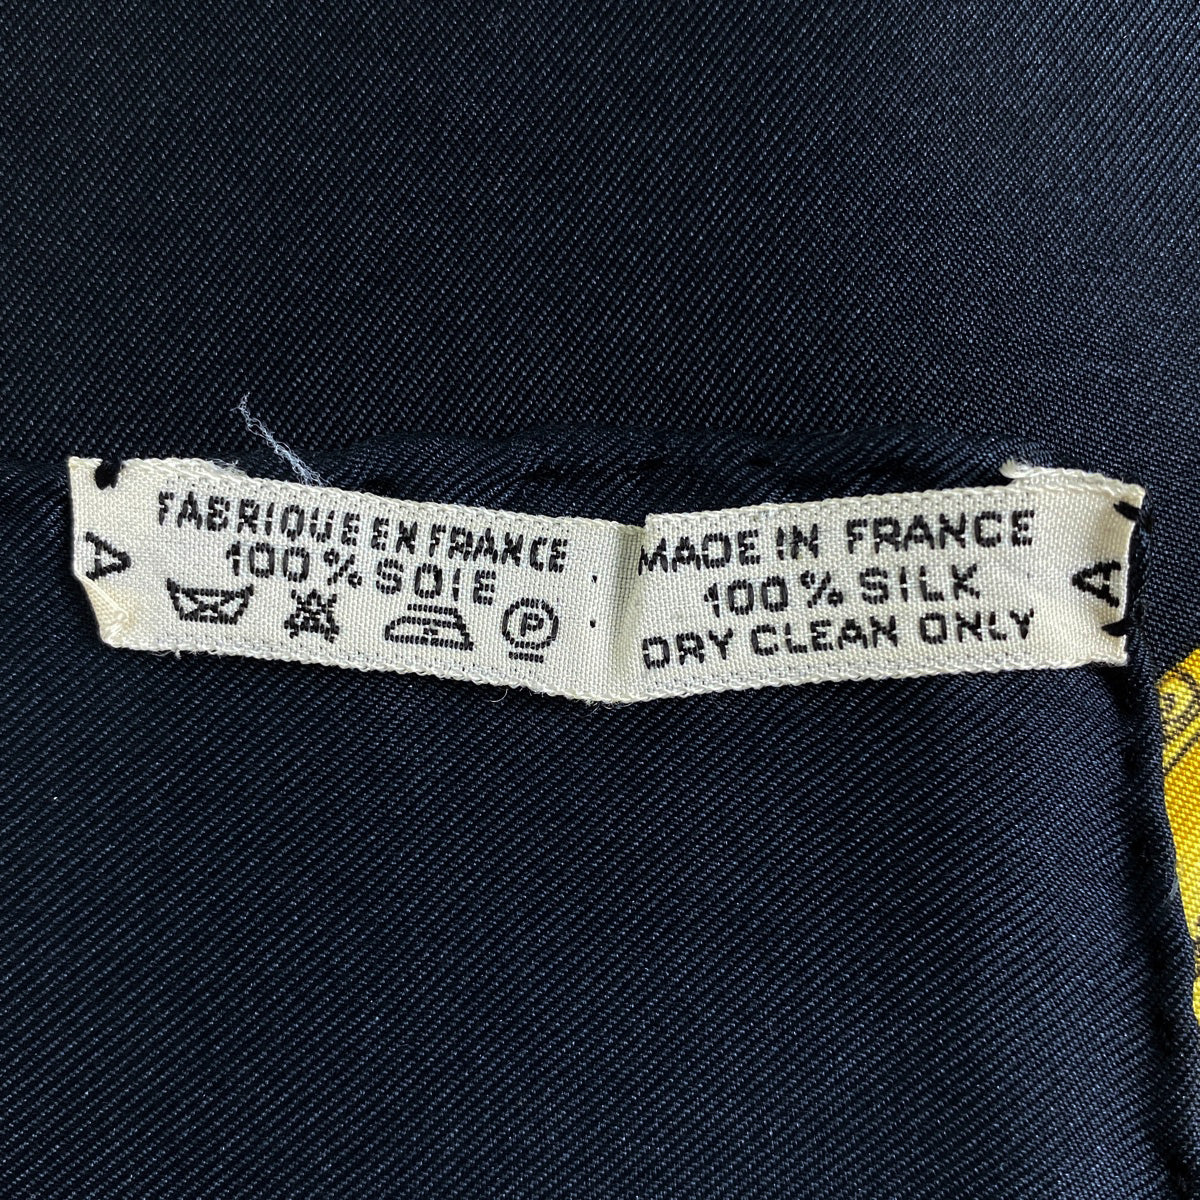 FABRIQUE EN FRANCE
100% SOIE
P
MADE IN FRANCE
100% SILK
DRY CLEAN ONLY
A
A